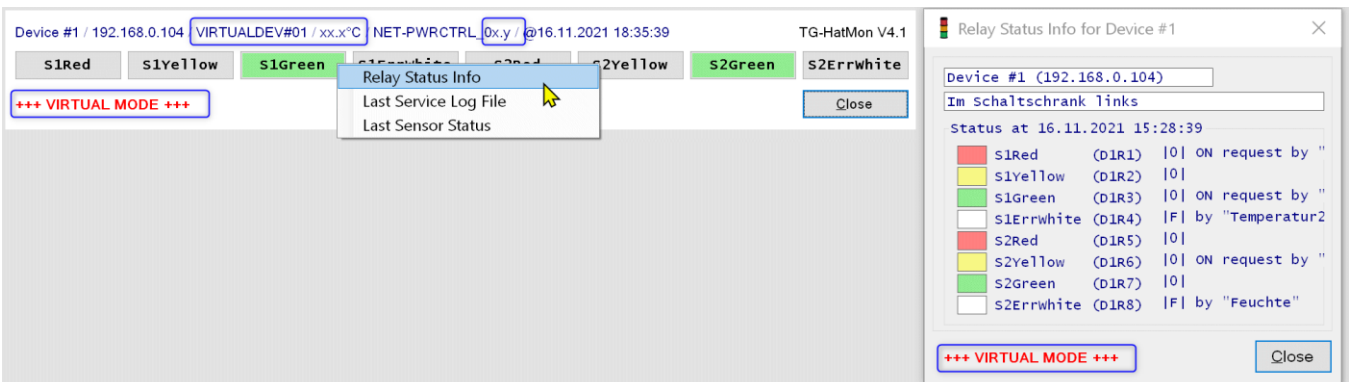 Device #1 / 192.168.0.104 / VIRTUALDEV#01 / xx.x°C / NET-PWRCTRL_0x.y / @16.11.2021 18:35:39 TG-HatMon V4.1
S1Red S1Yellow S1Green S1ErrWhite S2Red S2Yellow S2Green S2ErrWhite
Relay Status Info
+++ VIRTUAL MODE +++ Last Service Log File Close
Last Sensor Status
Relay Status Info for Device #1
Device #1 (192.168.0.104)
Im Schaltschrank links
Status at 16.11.2021 15:28:39
S1Red (D1R1) |0| ON request by "
S1Yellow (D1R2) |0|
S1Green (D1R3) |0| ON request by "
S1ErrWhite (D1R4) |F| by "Temperatur2
S2Red (D1R5) |0|
S2Yellow (D1R6) |0| ON request by "
S2Green (D1R7) |0|
S2ErrWhite (D1R8) |F| by "Feuchte"
+++ VIRTUAL MODE +++ Close